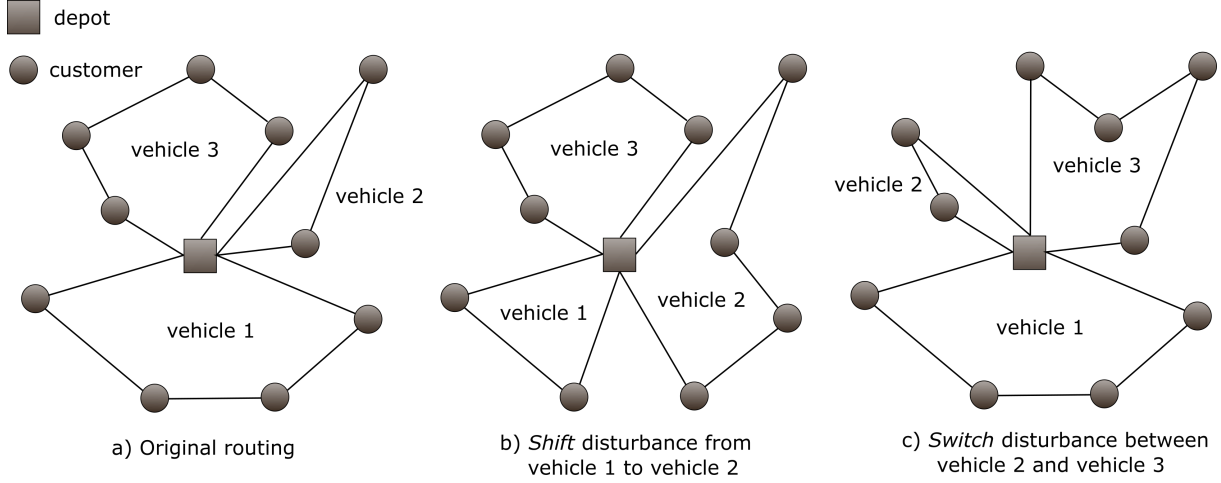 depot
customer
vehicle 3
vehicle 2
vehicle 1
a) Original routing
vehicle 3
vehicle 1
vehicle 2
b) Shift disturbance from
vehicle 1 to vehicle 2
vehicle 3
vehicle 2
vehicle 1
c) Switch disturbance between
vehicle 2 and vehicle 3